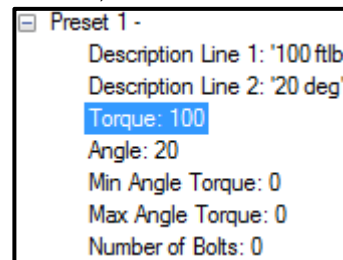 Preset 1 -
Description Line 1: "100 ftlb
Description Line 2: "20 deg"
Torque: 100
Angle: 20
Min Angle Torque: 0
Max Angle Torque: 0
Number of Bolts: 0